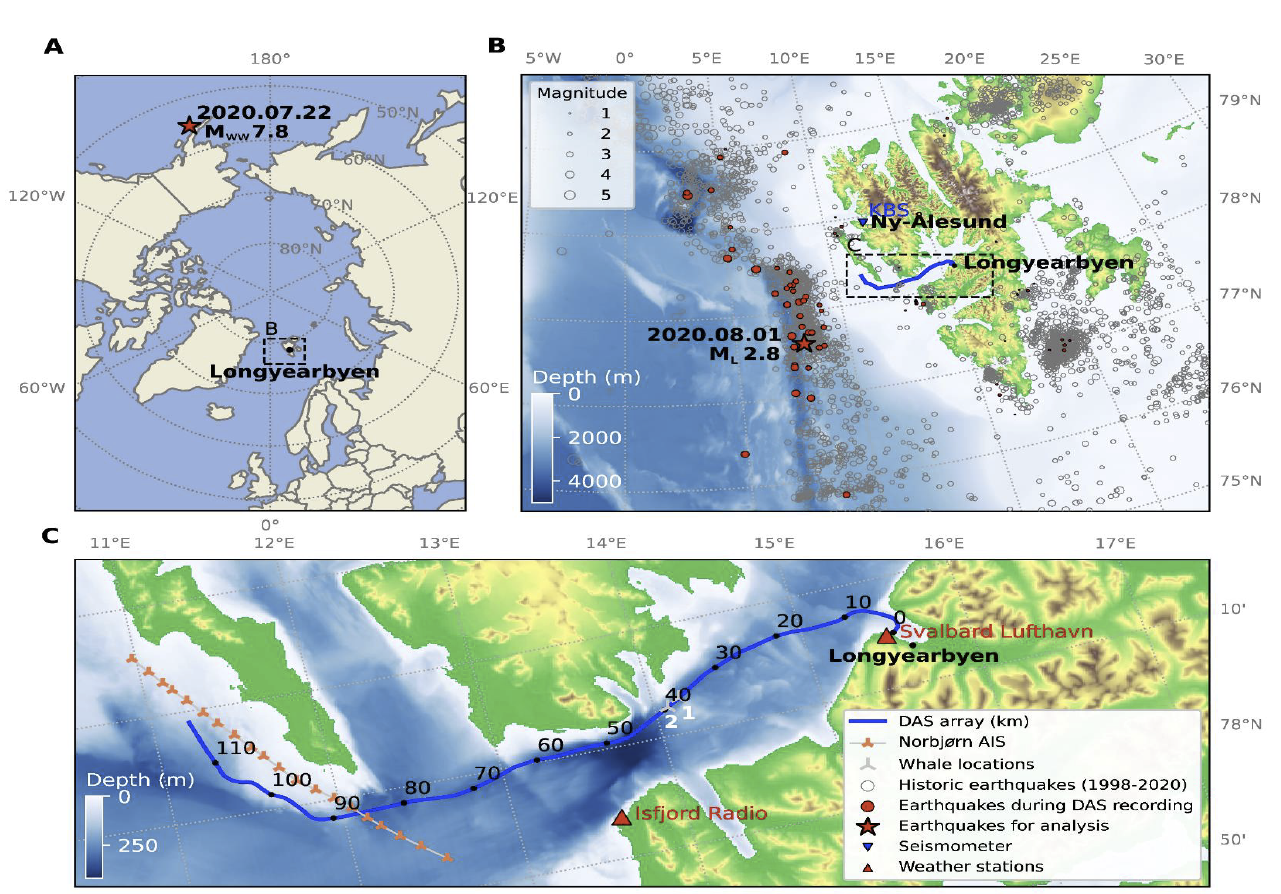 A
180°
2020.07.22
Mww 7.8
50°N
60°N
70°N
80°N
120°W
120°E
60°W
60°E
B
Longyearbyen
0°
B
5°W 0° 5°E 10°E 15°E 20°E 25°E 30°E
Magnitude
1
2
3
4
5
79°N
78°N
77°N
76°N
75°N
KBS
Ny-Ålesund
C
Longyearbyen
2020.08.01
ML 2.8
Depth (m)
0
2000
4000
C
11°E 12°E 13°E 14°E 15°E 16°E 17°E
10'
78°N
50'
0
10
20
30
40
50
60
70
80
90
100
110
1
2
Svalbard Lufthavn
Longyearbyen
Isfjord Radio
Depth (m)
0
250
DAS array (km)
Norbjørn AIS
Whale locations
Historic earthquakes (1998-2020)
Earthquakes during DAS recording
Earthquakes for analysis
Seismometer
Weather stations